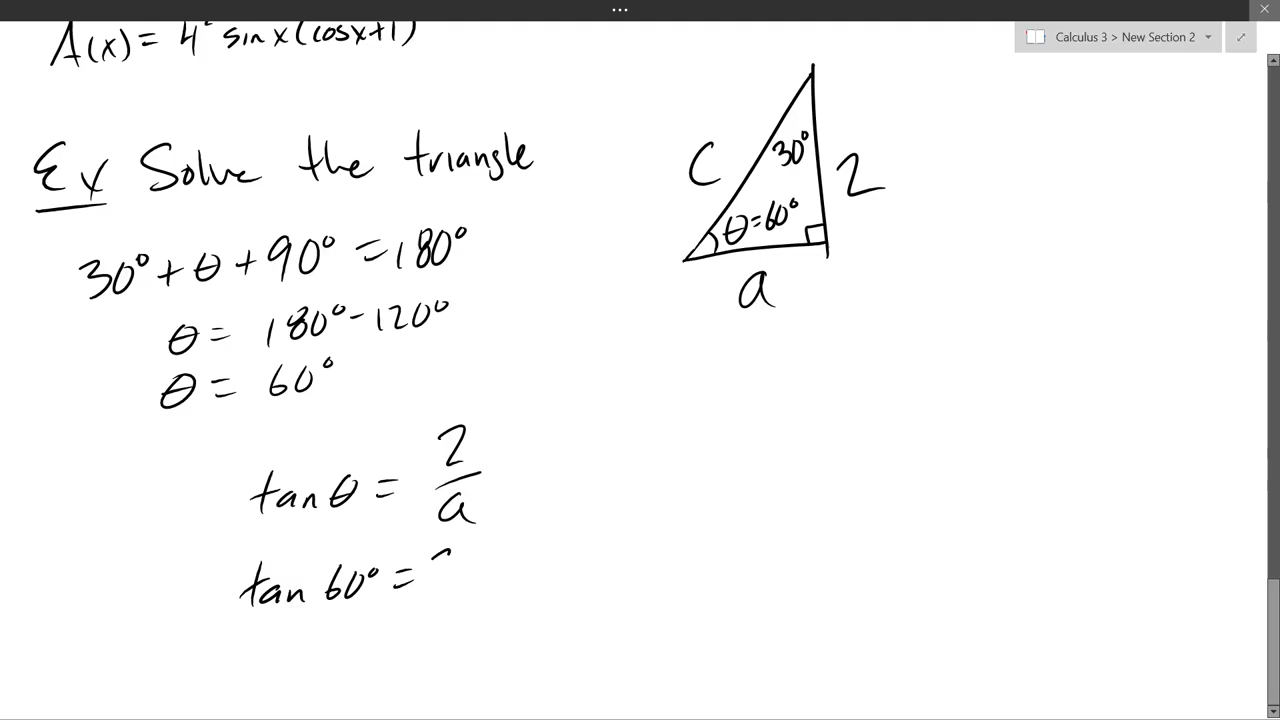 A(x) = 4² sin x (cos x + 1)
Calculus 3 > New Section 2
Ex Solve the triangle
30° + θ + 90° = 180°
θ = 180° - 120°
θ = 60°
tan θ = 2/a
tan 60° =
30°
C
2
θ = 60°
a